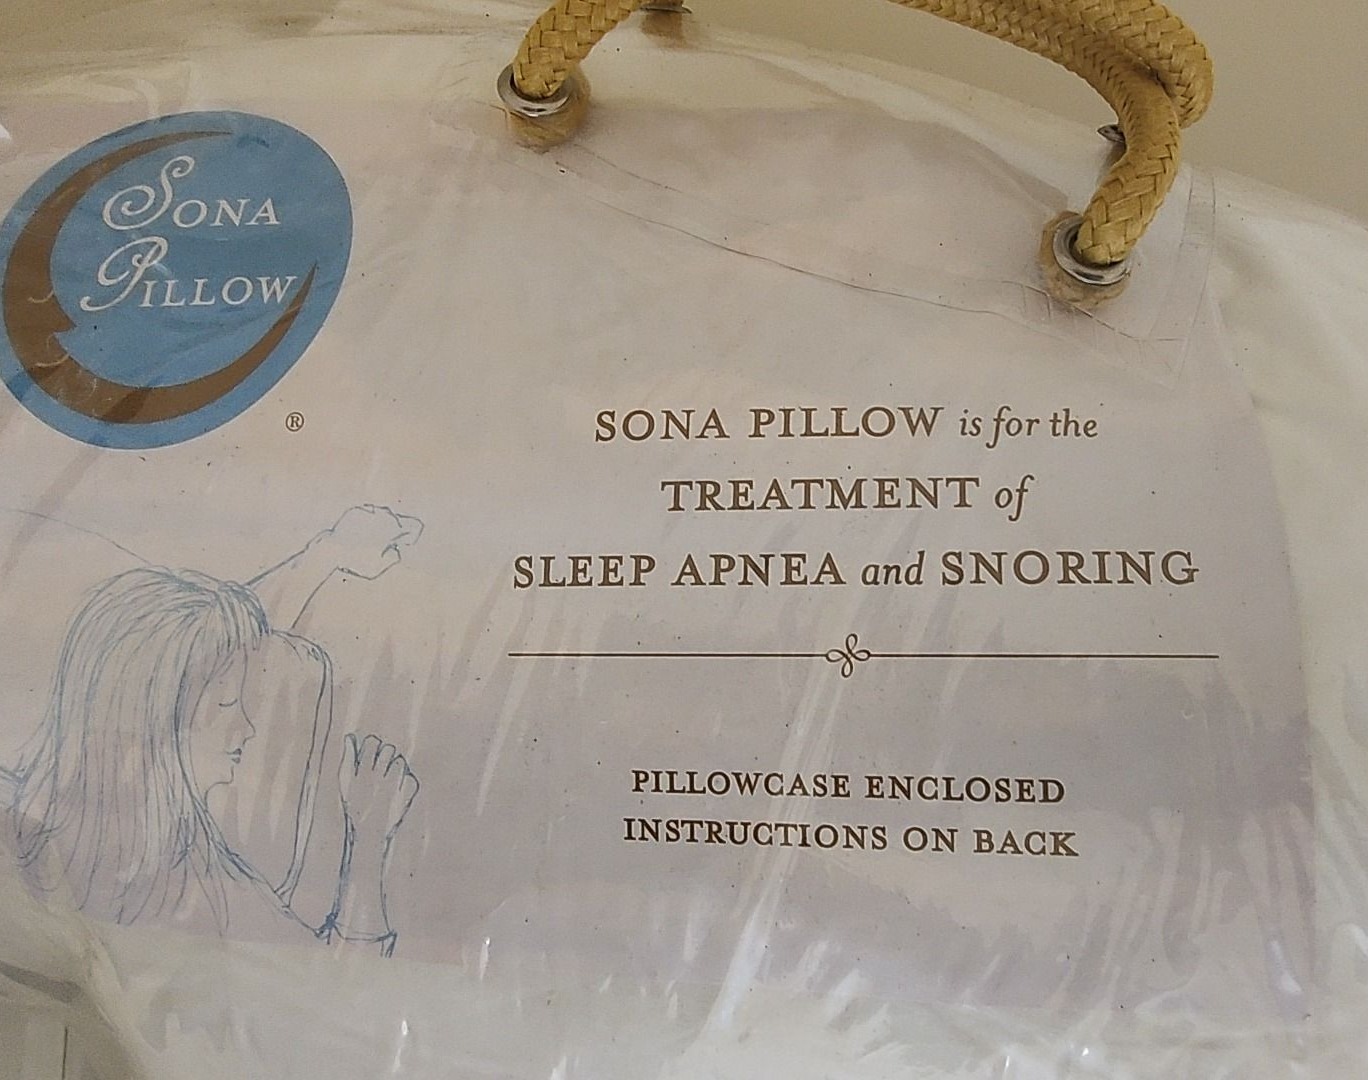 SONA
PILLOW
®
SONA PILLOW is for the
TREATMENT of
SLEEP APNEA and SNORING
PILLOWCASE ENCLOSED
INSTRUCTIONS ON BACK